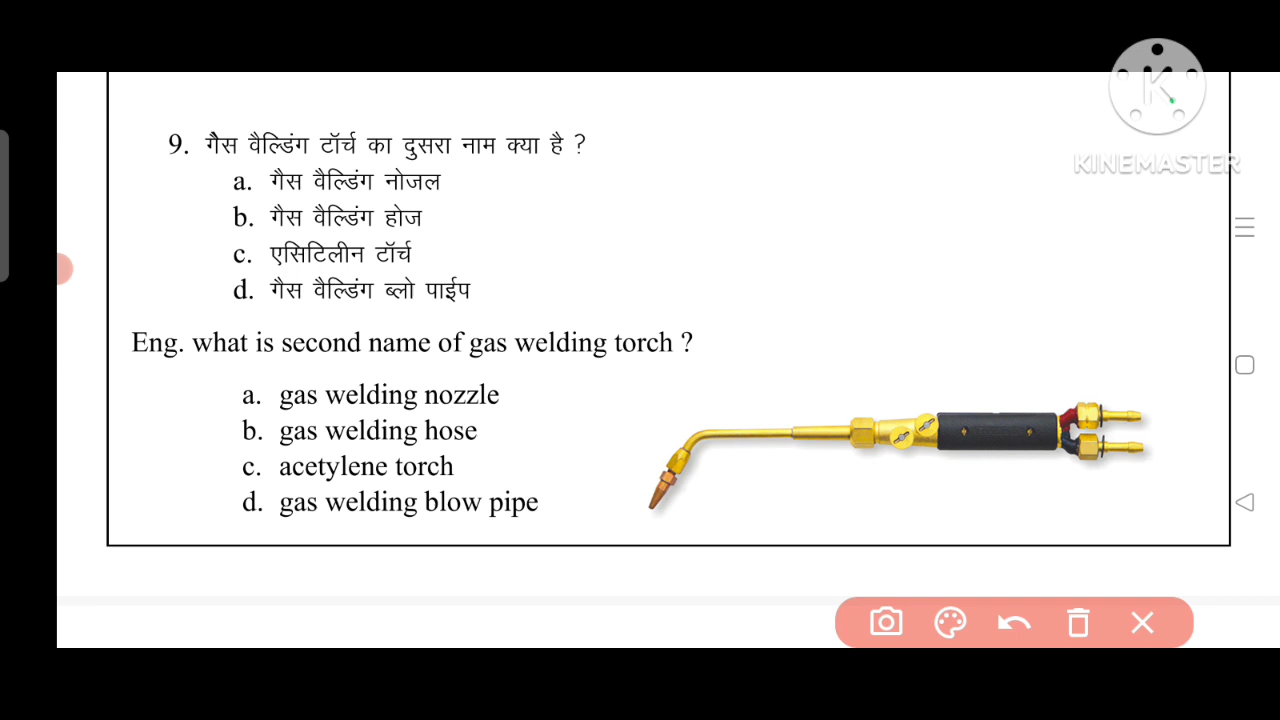 KINEMASTER
9. गैस वैल्डिंग टॉर्च का दुसरा नाम क्या है ?
a. गैस वैल्डिंग नोजल
b. गैस वैल्डिंग होज
c. एसिटिलीन टॉर्च
d. गैस वैल्डिंग ब्लो पाईप
Eng. what is second name of gas welding torch ?
a. gas welding nozzle
b. gas welding hose
c. acetylene torch
d. gas welding blow pipe